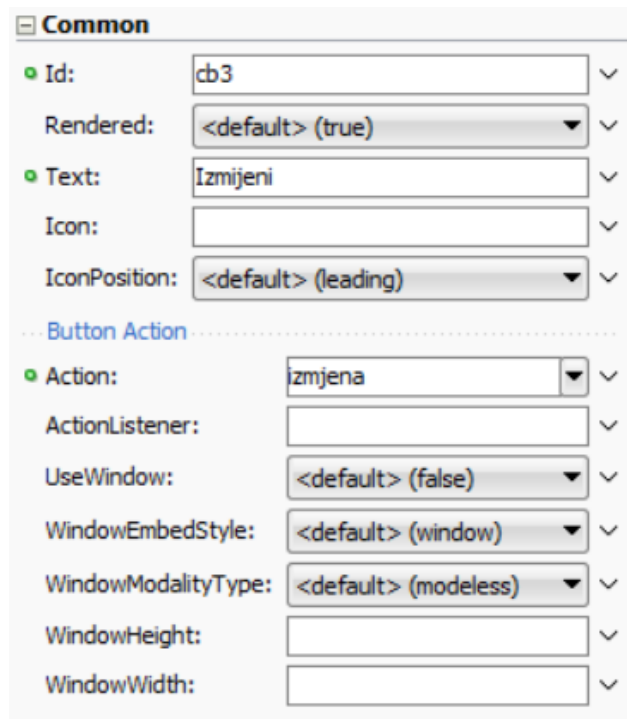 Common
Id: cb3
Rendered: <default> (true)
Text: Izmijeni
Icon:
IconPosition: <default> (leading)
Button Action
Action: izmjena
ActionListener:
UseWindow: <default> (false)
WindowEmbedStyle: <default> (window)
WindowModalityType: <default> (modeless)
WindowHeight:
WindowWidth: